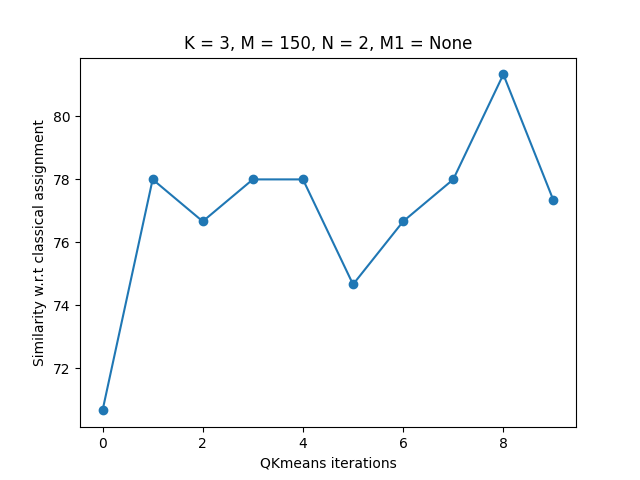 K = 3, M = 150, N = 2, M1 = None
Similarity w.r.t classical assignment
80
78
76
74
72
0 2 4 6 8
QKmeans iterations